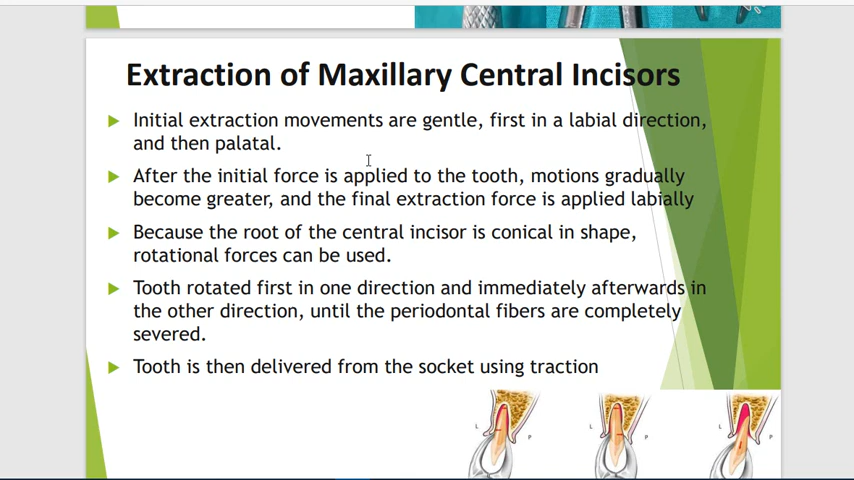 Extraction of Maxillary Central Incisors
Initial extraction movements are gentle, first in a labial direction,
and then palatal.
After the initial force is applied to the tooth, motions gradually
become greater, and the final extraction force is applied labially
Because the root of the central incisor is conical in shape,
rotational forces can be used.
Tooth rotated first in one direction and immediately afterwards in
the other direction, until the periodontal fibers are completely
severed.
Tooth is then delivered from the socket using traction
L P L P L P